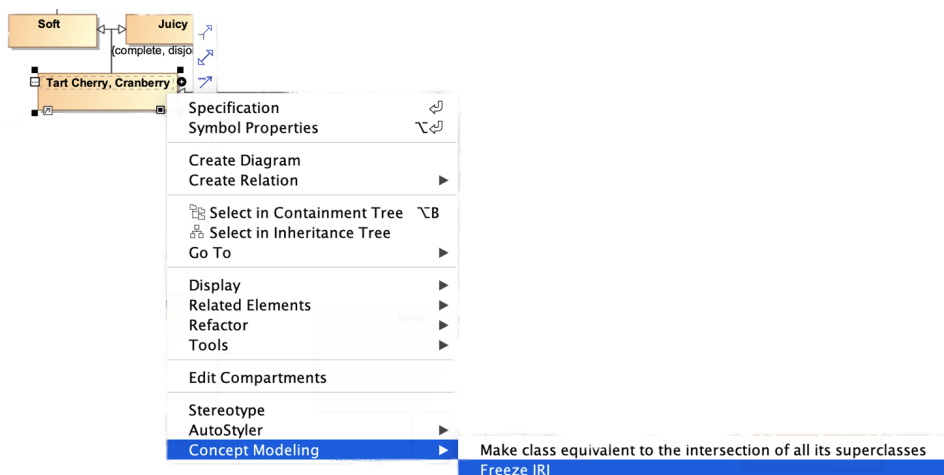 Soft
Juicy
{complete, disjo
Tart Cherry, Cranberry
Specification
Symbol Properties
Create Diagram
Create Relation
Select in Containment Tree ⌥B
Select in Inheritance Tree
Go To
Display
Related Elements
Refactor
Tools
Edit Compartments
Stereotype
AutoStyler
Concept Modeling
Make class equivalent to the intersection of all its superclasses
Freeze IRI